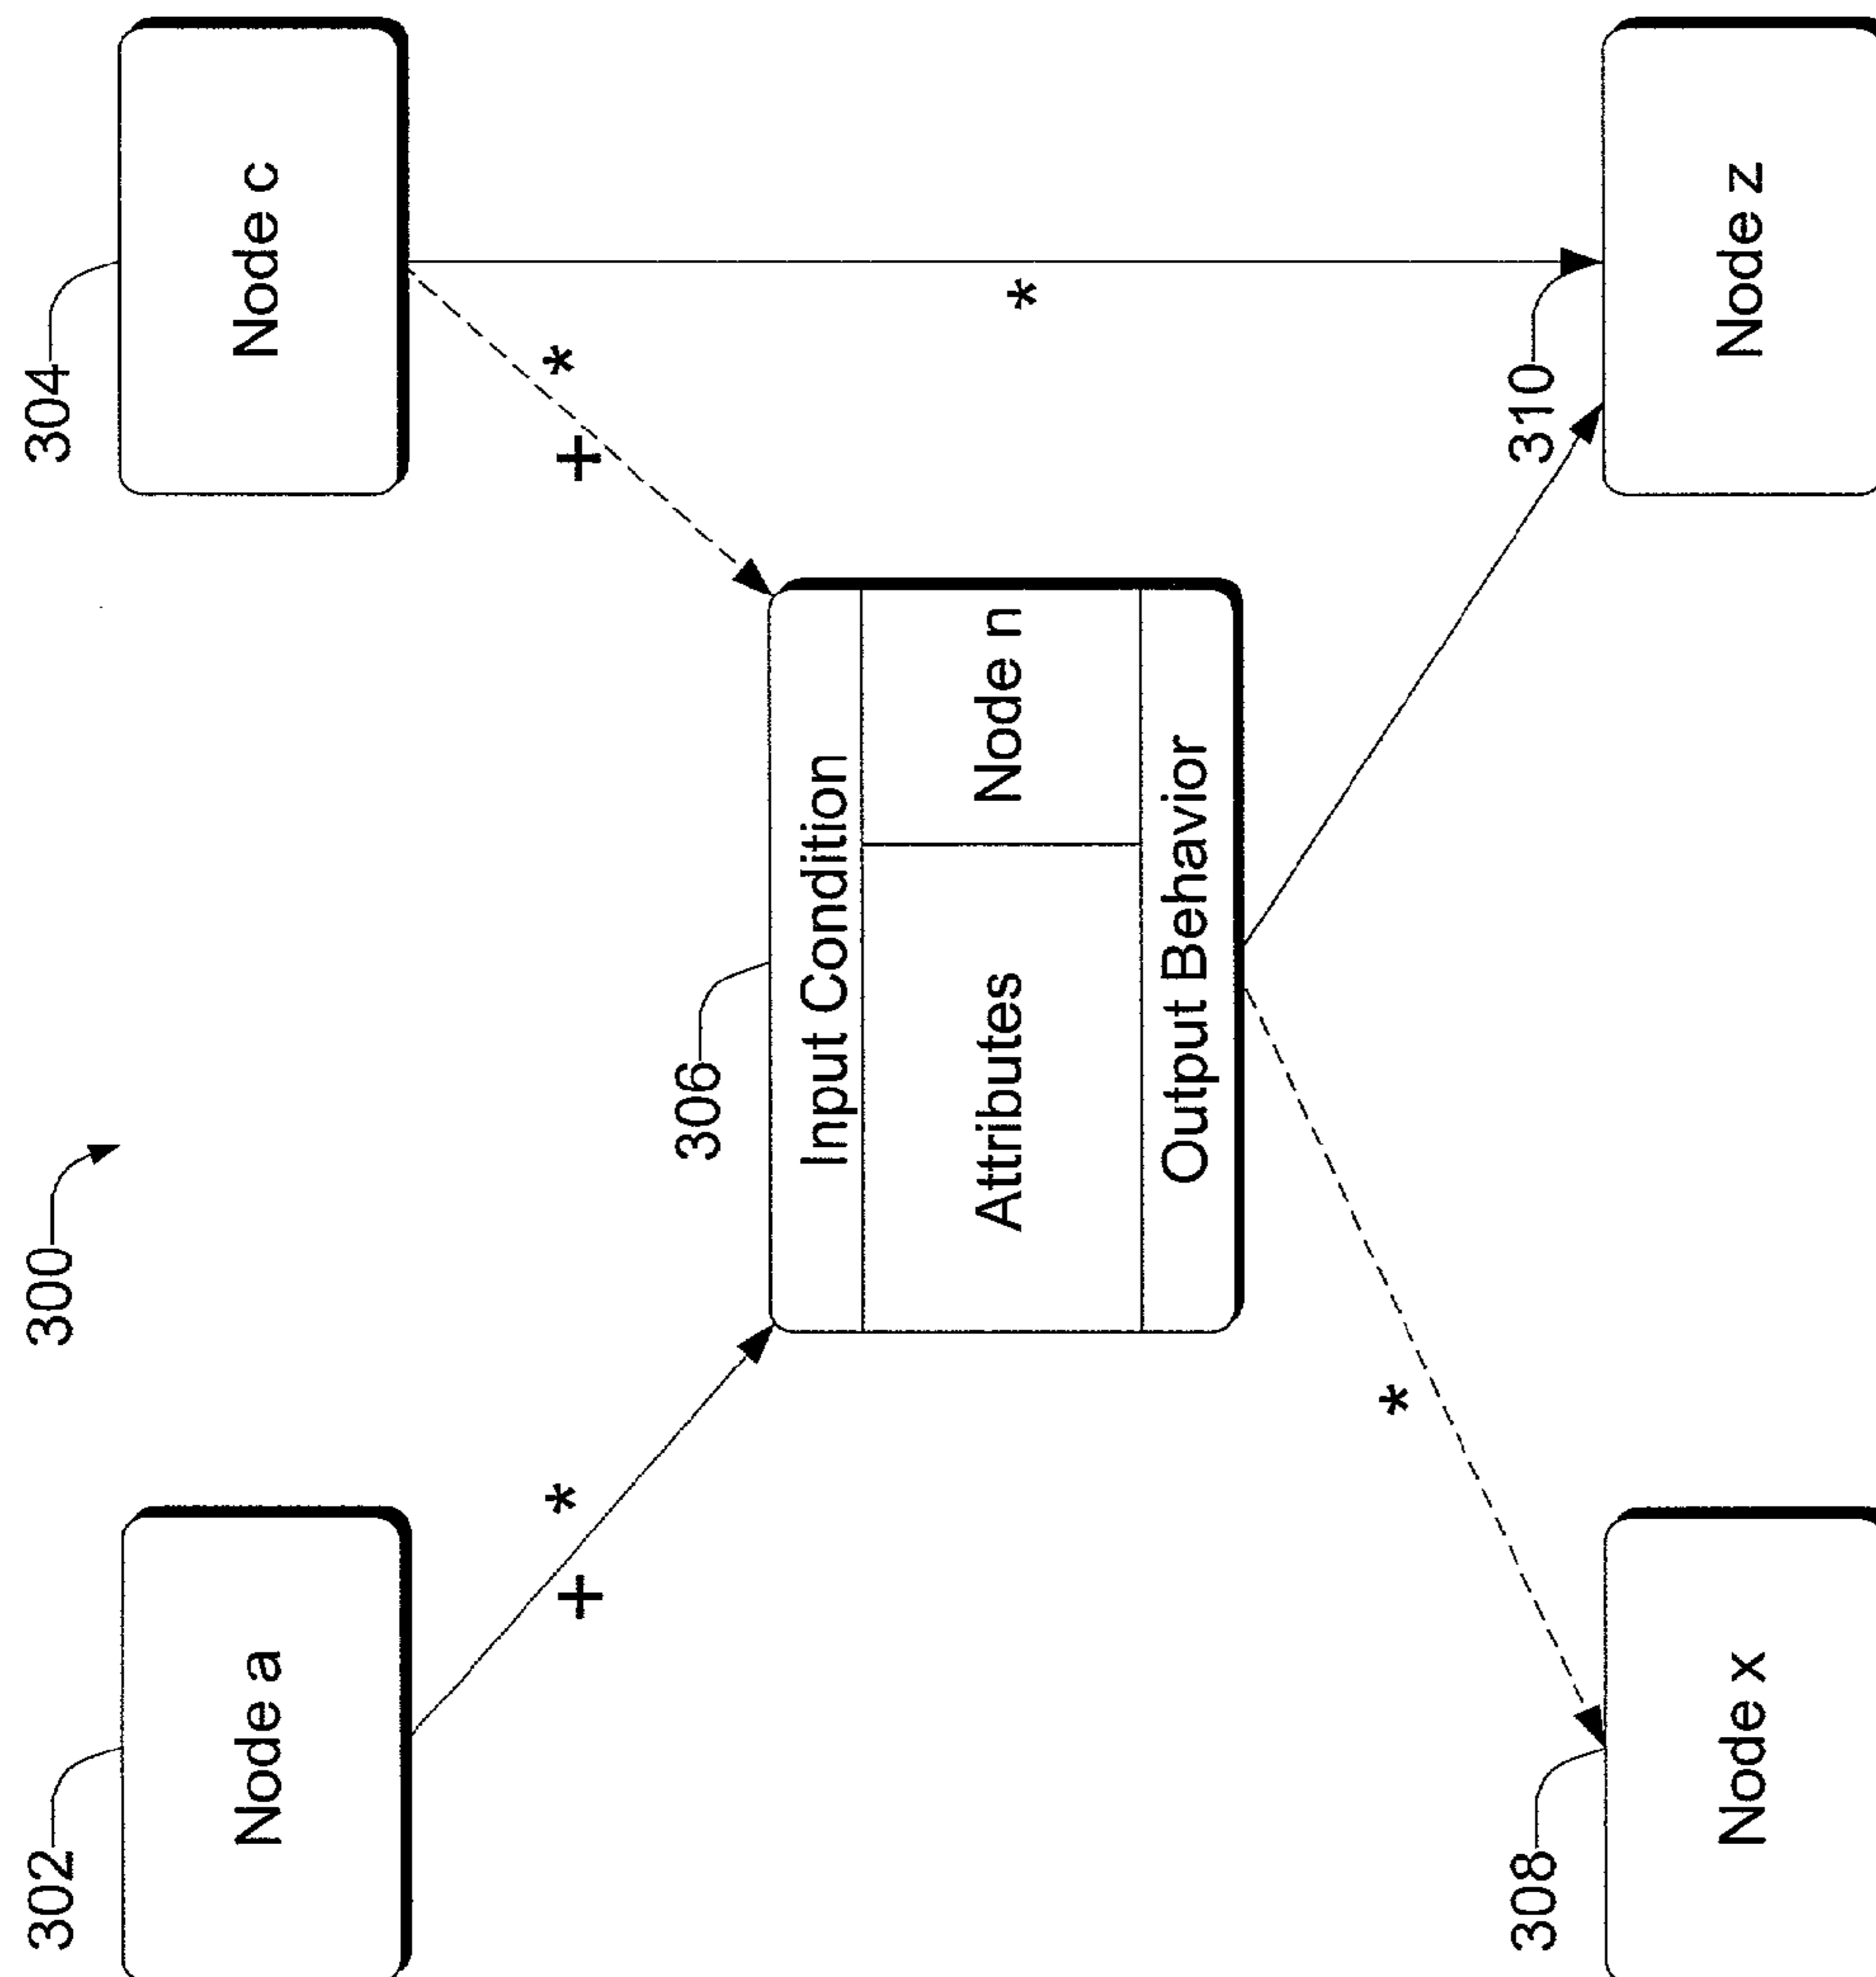 300
302
304
Node a
Node c
+
*
+
*
306
Input Condition
Attributes
Node n
Output Behavior
*
*
308
310
Node x
Node z